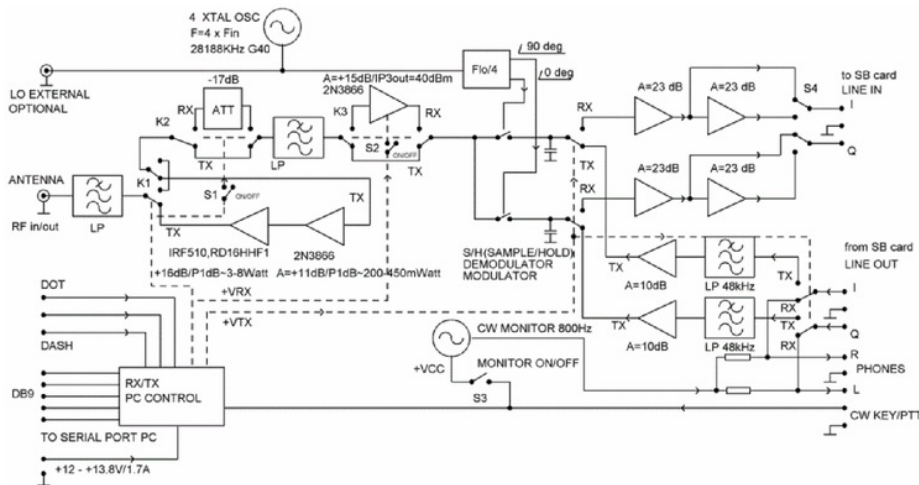 4 XTAL OSC
F=4 x Fin
28188KHz G40
LO EXTERNAL
OPTIONAL
-17dB
RX
ATT
RX
K2
TX
LP
A=+15dB/IP3out=40dBm
2N3866
K3
RX
S2
ON/OFF
TX
Flo/4
90 deg
0 deg
A=23 dB
A=23 dB
S4
to SB card
LINE IN
I
Q
RX
TX
A=23dB
A=23 dB
RX
ANTENNA
RF in/out
LP
K1
S1
ON/OFF
TX
TX
IRF510,RD16HHF1
2N3866
+16dB/P1dB~3-8Watt
A=+11dB/P1dB~200-450mWatt
S/H(SAMPLE/HOLD)
DEMODULATOR
MODULATOR
TX
A=10dB
LP 48kHz
TX
RX
from SB card
LINE OUT
I
TX
A=10dB
LP 48kHz
TX
RX
Q
+VRX
+VTX
DOT
DASH
DB9
RX/TX
PC CONTROL
TO SERIAL PORT PC
+12 - +13.8V/1.7A
CW MONITOR 800Hz
+VCC
MONITOR ON/OFF
S3
R
PHONES
L
CW KEY/PTT